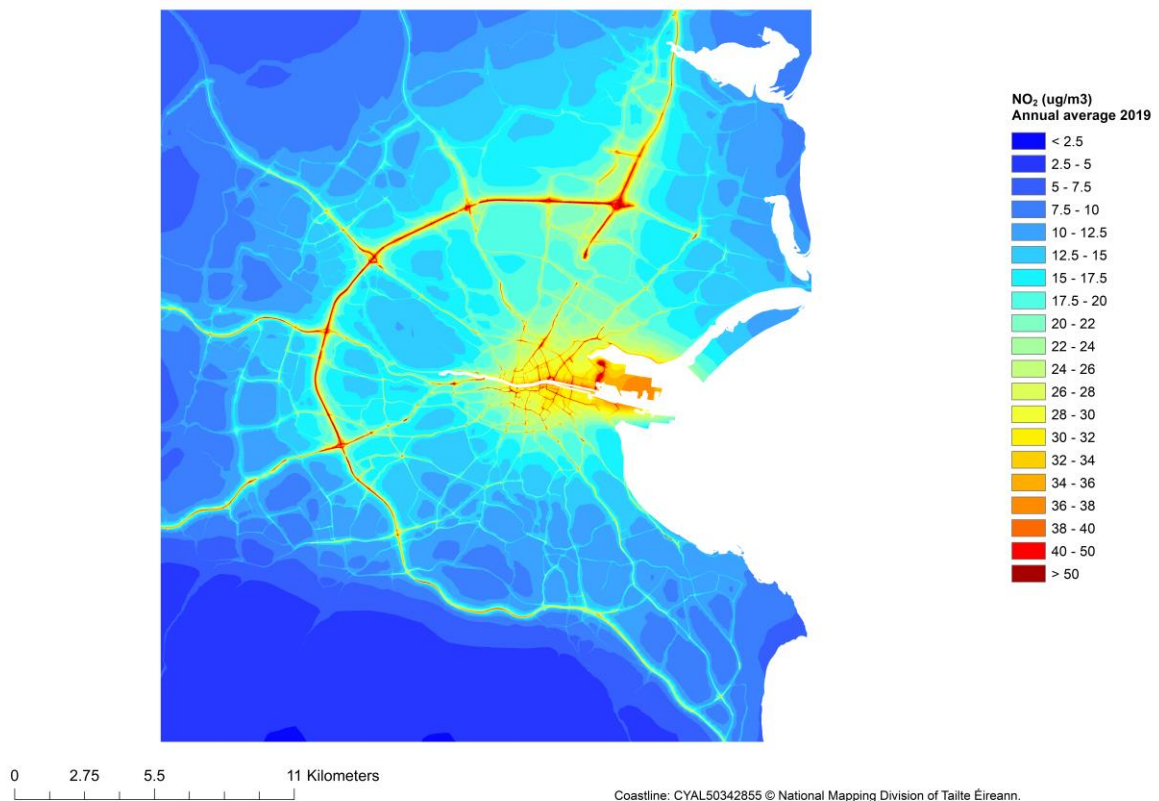 NO₂ (ug/m3)
Annual average 2019
< 2.5
2.5 - 5
5 - 7.5
7.5 - 10
10 - 12.5
12.5 - 15
15 - 17.5
17.5 - 20
20 - 22
22 - 24
24 - 26
26 - 28
28 - 30
30 - 32
32 - 34
34 - 36
36 - 38
38 - 40
40 - 50
> 50
0 2.75 5.5 11 Kilometers
Coastline: CYAL50342855 © National Mapping Division of Tailte Éireann.